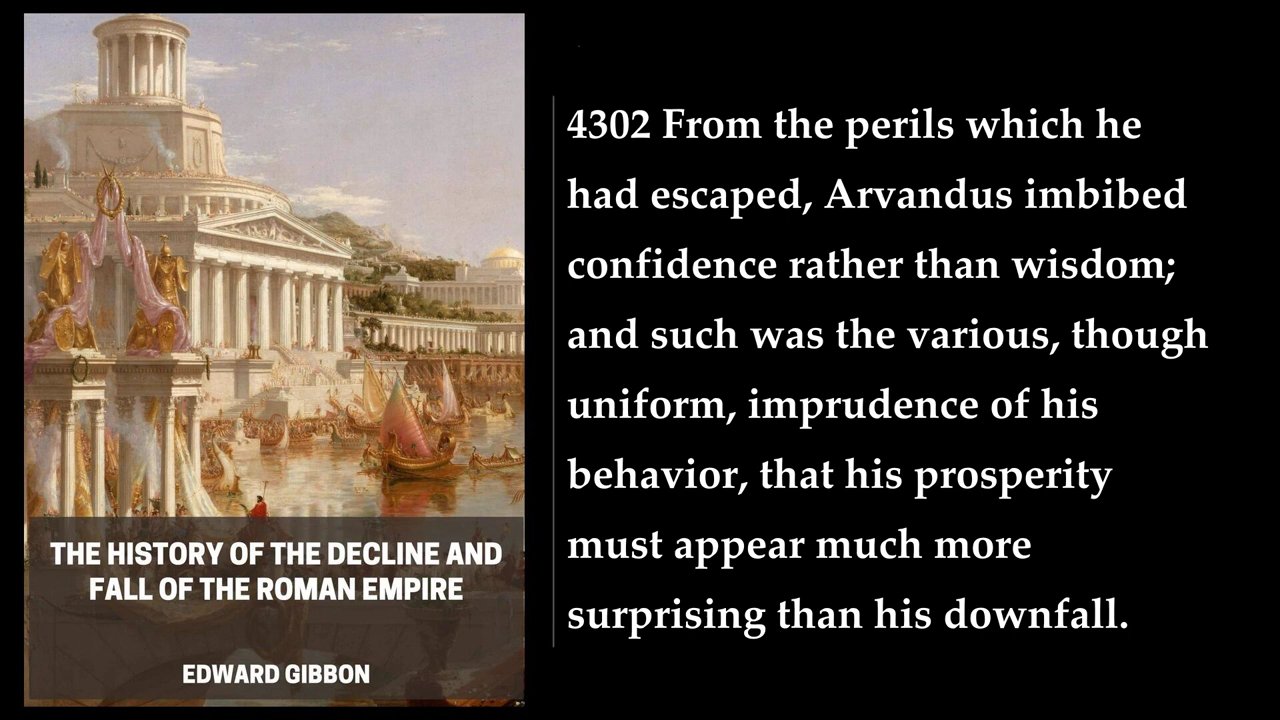 THE HISTORY OF THE DECLINE AND
FALL OF THE ROMAN EMPIRE
EDWARD GIBBON
4302 From the perils which he
had escaped, Arvandus imbibed
confidence rather than wisdom;
and such was the various, though
uniform, imprudence of his
behavior, that his prosperity
must appear much more
surprising than his downfall.